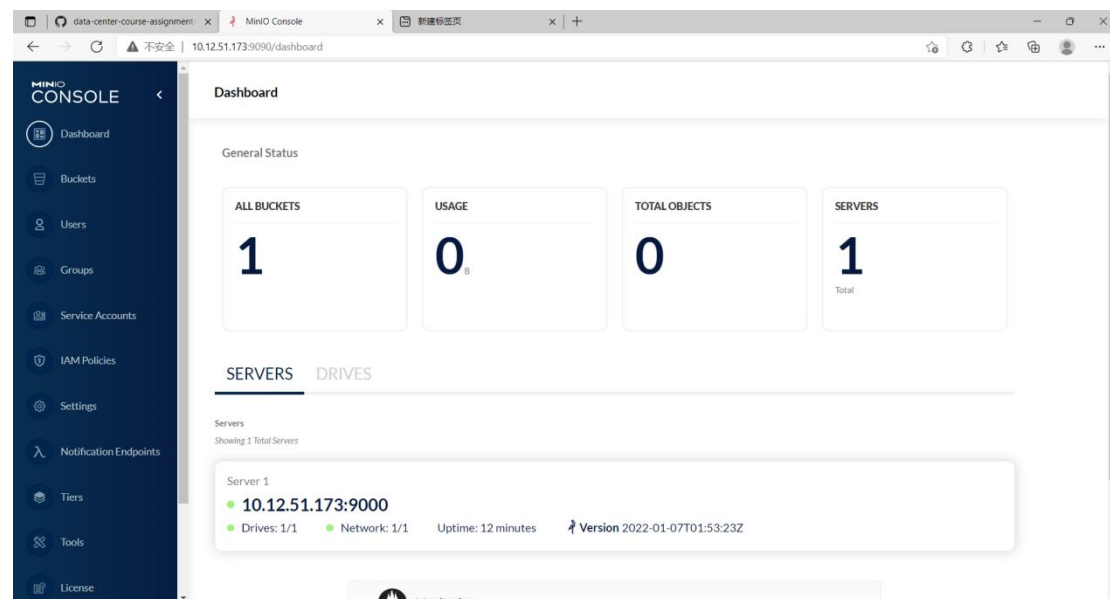 data-center-course-assignment-
MinIO Console
新建标签页
不安全
10.12.51.173:9090/dashboard
MINIO
CONSOLE
Dashboard
Buckets
Users
Groups
Service Accounts
IAM Policies
Settings
Notification Endpoints
Tiers
Tools
License
Dashboard
General Status
ALL BUCKETS
1
USAGE
0 B
TOTAL OBJECTS
0
SERVERS
1
Total
SERVERS
DRIVES
Servers
Showing 1 Total Servers
Server 1
10.12.51.173:9000
Drives: 1/1 Network: 1/1 Uptime: 12 minutes Version 2022-01-07T01:53:23Z